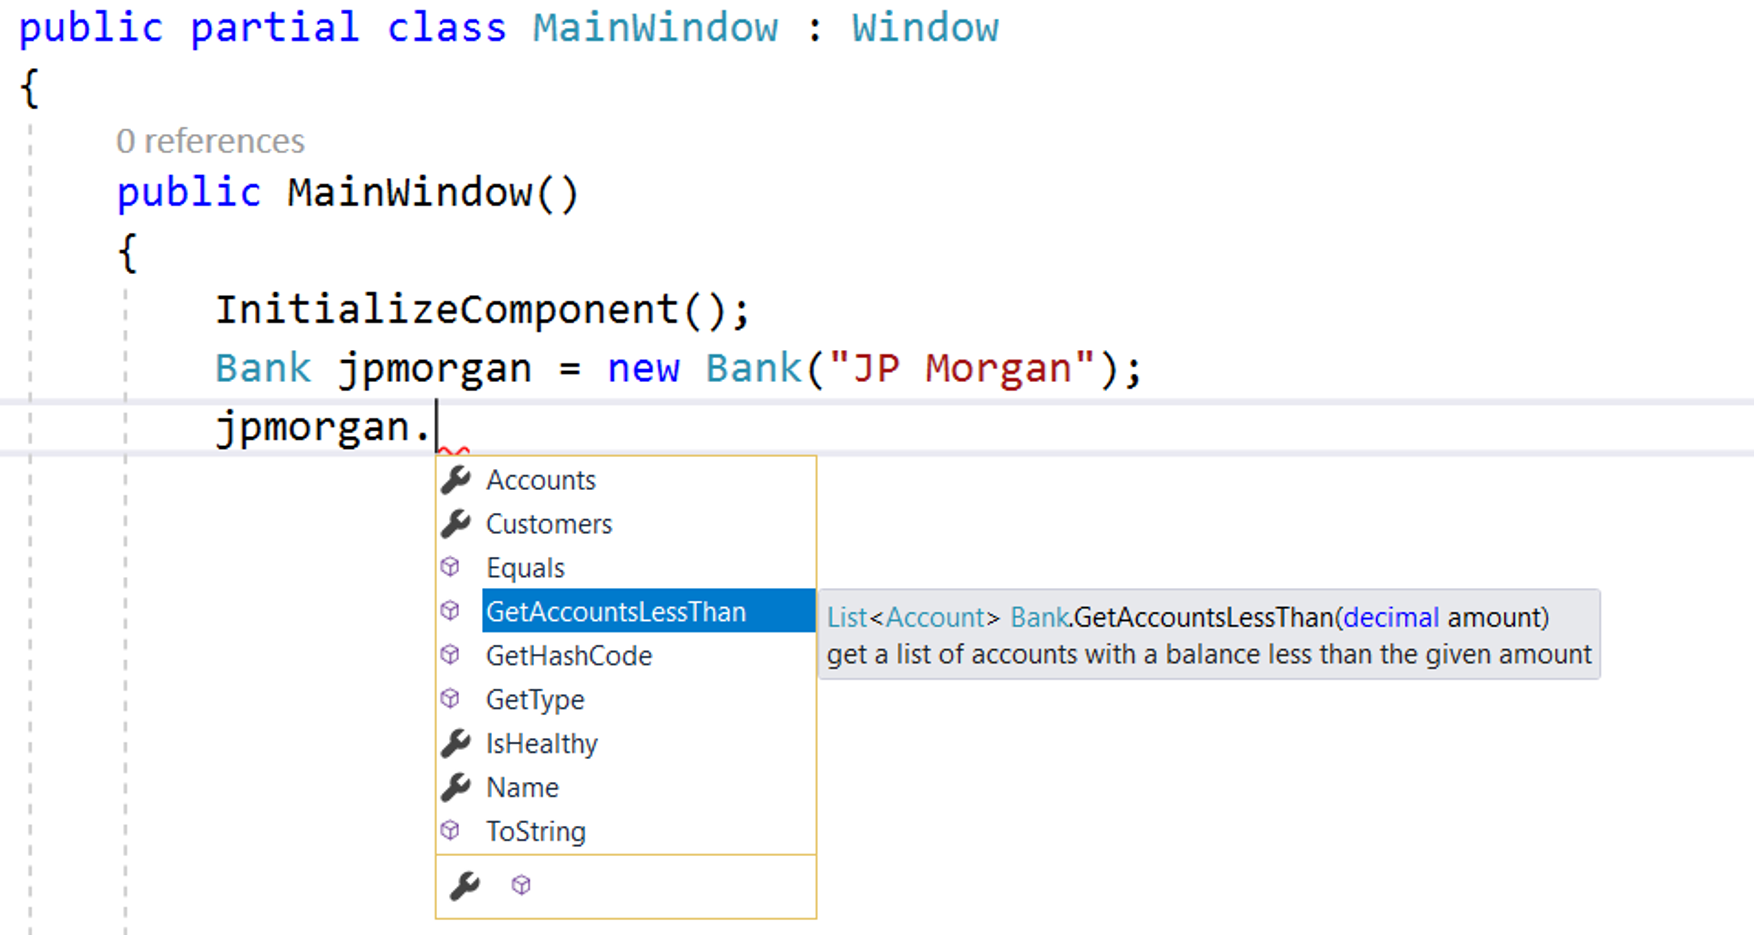 public partial class MainWindow : Window
{
0 references
public MainWindow()
{
InitializeComponent();
Bank jpmorgan = new Bank("JP Morgan");
jpmorgan.
Accounts
Customers
Equals
GetAccountsLessThan
List<Account> Bank.GetAccountsLessThan(decimal amount)
get a list of accounts with a balance less than the given amount
GetHashCode
GetType
IsHealthy
Name
ToString